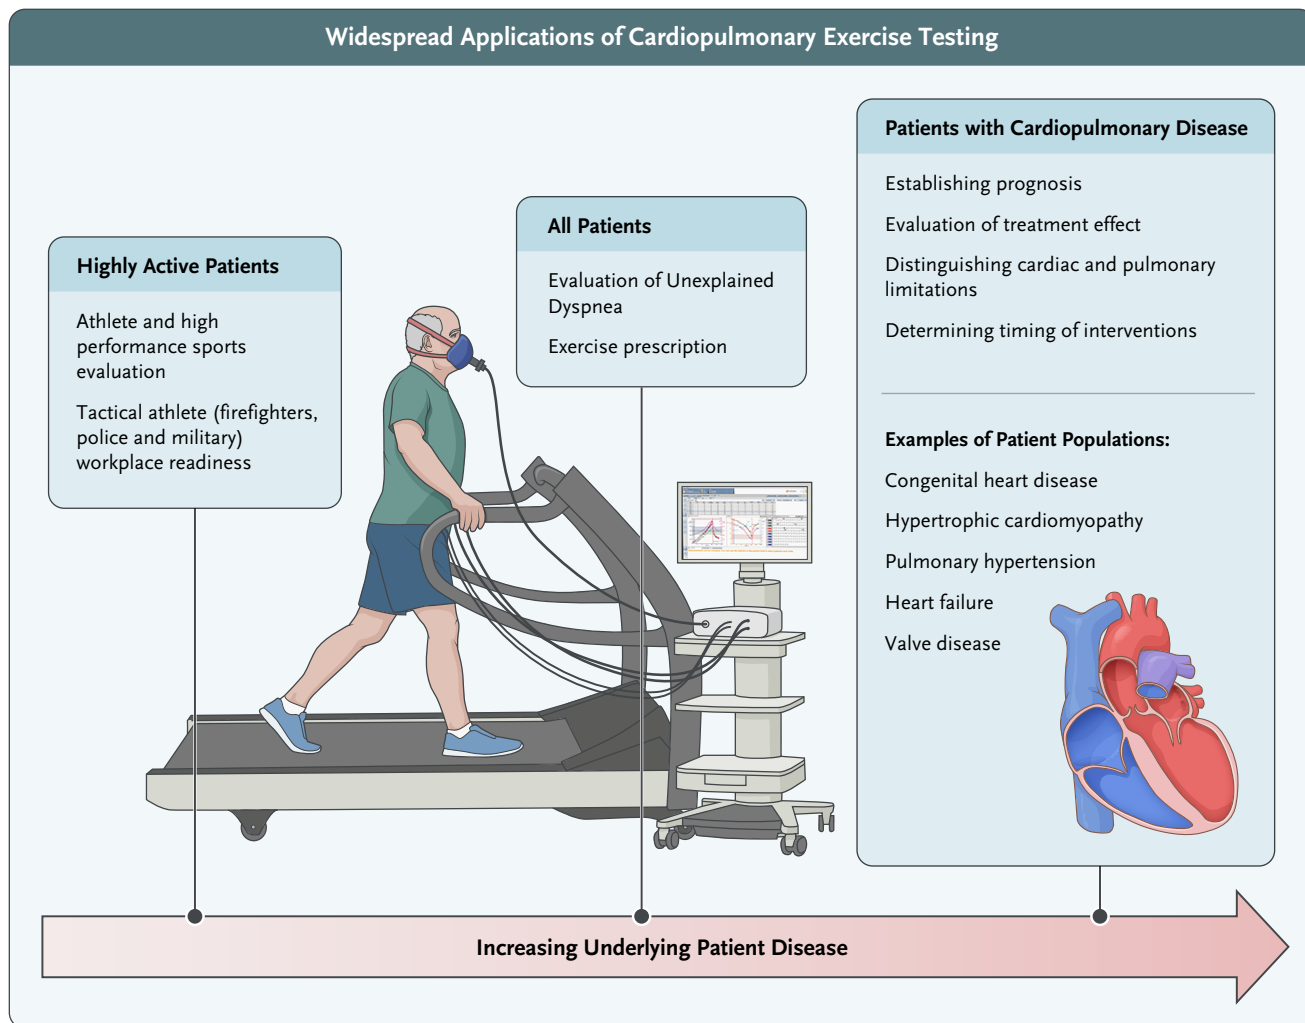 Widespread Applications of Cardiopulmonary Exercise Testing
Highly Active Patients
Athlete and high
performance sports
evaluation
Tactical athlete (firefighters,
police and military)
workplace readiness
All Patients
Evaluation of Unexplained
Dyspnea
Exercise prescription
Patients with Cardiopulmonary Disease
Establishing prognosis
Evaluation of treatment effect
Distinguishing cardiac and pulmonary
limitations
Determining timing of interventions
Examples of Patient Populations:
Congenital heart disease
Hypertrophic cardiomyopathy
Pulmonary hypertension
Heart failure
Valve disease
Increasing Underlying Patient Disease